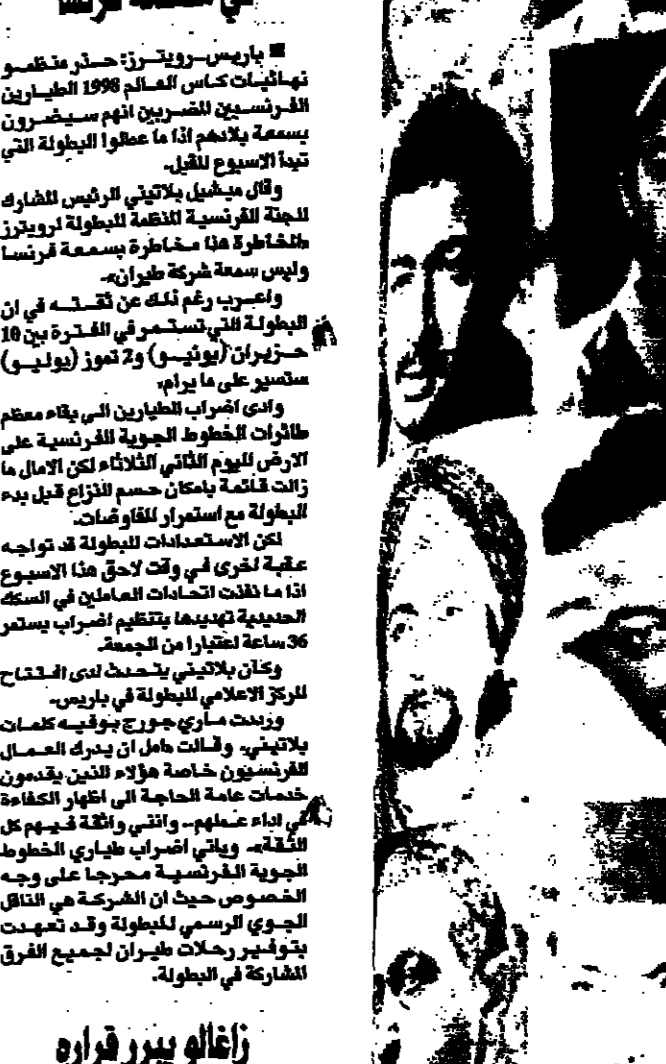 في فرنسا
■ باريس-رويترز: حذر منظمو
نهائيات كاس العالم 1998 الطيارين
الفرنسيين المضربين انهم سيضرون
بسمعة بلادهم اذا ما عطلوا البطولة التي
تبدأ الاسبوع المقبل.
وقال ميشيل بلاتيني الرئيس المشارك
للجنة الفرنسية المنظمة للبطولة لرويترز
«المخاطرة هنا مخاطرة بسمعة فرنسا
وليس سمعة شركة طيران».
واعرب رغم ذلك عن ثقته في ان
البطولة التي تستمر في الفترة بين 10
حزيران (يونيو) و2 تموز (يوليو)
ستسير على ما يرام.
وادى اضراب الطيارين الى بقاء معظم
طائرات الخطوط الجوية الفرنسية على
الارض لليوم الثاني الثلاثاء لكن الامال ما
زالت قائمة بامكان حسم النزاع قبل بدء
البطولة مع استمرار المفاوضات.
لكن الاستعدادات للبطولة قد تواجه
عقبة اخرى في وقت لاحق هذا الاسبوع
اذا ما نفذت اتحادات العاملين في السكك
الحديدية تهديدها بتنظيم اضراب يستمر
36 ساعة اعتبارا من الجمعة.
وكان بلاتيني يتحدث لدى افتتاح
المركز الاعلامي للبطولة في باريس.
ورددت ماري جورج بوفيه كلمات
بلاتيني. وقالت «امل ان يدرك العمال
الفرنسيون خاصة هؤلاء الذين يقدمون
خدمات عامة الحاجة الى اظهار الكفاءة
في اداء عملهم.. وانني واثقة فيهم كل
الثقة». وياتي اضراب طياري الخطوط
الجوية الفرنسية محرجا على وجه
الخصوص حيث ان الشركة هي الناقل
الجوي الرسمي للبطولة وقد تعهدت
بتوفير رحلات طيران لجميع الفرق
المشاركة في البطولة.
زاغالو يبرر قراره